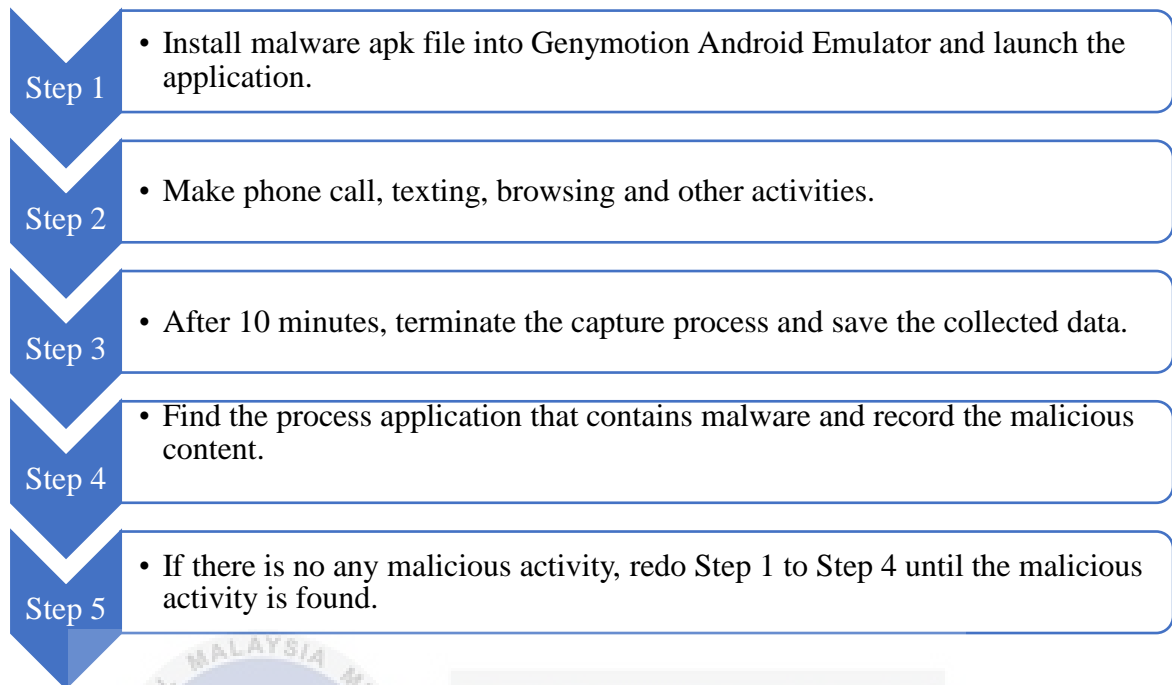 Step 1
• Install malware apk file into Genymotion Android Emulator and launch the
application.
Step 2
• Make phone call, texting, browsing and other activities.
Step 3
• After 10 minutes, terminate the capture process and save the collected data.
Step 4
• Find the process application that contains malware and record the malicious
content.
Step 5
• If there is no any malicious activity, redo Step 1 to Step 4 until the malicious
activity is found.
MALAYSIA